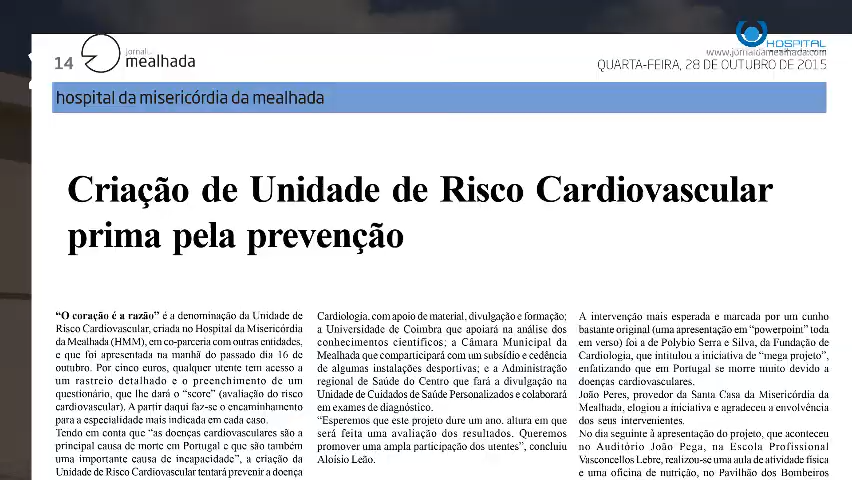 HOSPITAL
14
jornal da
mealhada
www.jornaldamealhada.com
QUARTA-FEIRA, 28 DE OUTUBRO DE 2015
hospital da misericórdia da mealhada
Criação de Unidade de Risco Cardiovascular
prima pela prevenção
“O coração é a razão” é a denominação da Unidade de
Risco Cardiovascular, criada no Hospital da Misericórdia
da Mealhada (HMM), em co-parceria com outras entidades,
e que foi apresentada na manhã do passado dia 16 de
outubro. Por cinco euros, qualquer utente tem acesso a
um rastreio detalhado e o preenchimento de um
questionário, que lhe dará o “score” (avaliação do risco
cardiovascular). A partir daqui faz-se o encaminhamento
para a especialidade mais indicada em cada caso.
Tendo em conta que “as doenças cardiovasculares são a
principal causa de morte em Portugal e que são também
uma importante causa de incapacidade”, a criação da
Unidade de Risco Cardiovascular tentará prevenir a doença
Cardiologia, com apoio de material, divulgação e formação;
a Universidade de Coimbra que apoiará na análise dos
conhecimentos científicos; a Câmara Municipal da
Mealhada que comparticipará com um subsídio e cedência
de algumas instalações desportivas; e a Administração
regional de Saúde do Centro que fará a divulgação na
Unidade de Cuidados de Saúde Personalizados e colaborará
em exames de diagnóstico.
“Esperemos que este projeto dure um ano, altura em que
será feita uma avaliação dos resultados. Queremos
promover uma ampla participação dos utentes”, concluiu
Aloísio Leão.
A intervenção mais esperada e marcada por um cunho
bastante original (uma apresentação em “powerpoint” toda
em verso) foi a de Polybio Serra e Silva, da Fundação de
Cardiologia, que intitulou a iniciativa de “mega projeto”,
enfatizando que em Portugal se morre muito devido a
doenças cardiovasculares.
João Peres, provedor da Santa Casa da Misericórdia da
Mealhada, elogiou a iniciativa e agradeceu a envolvência
dos seus intervenientes.
No dia seguinte à apresentação do projeto, que aconteceu
no Auditório João Pega, na Escola Profissional
Vasconcellos Lebre, realizou-se uma aula de atividade física
e uma oficina de nutrição, no Pavilhão dos Bombeiros